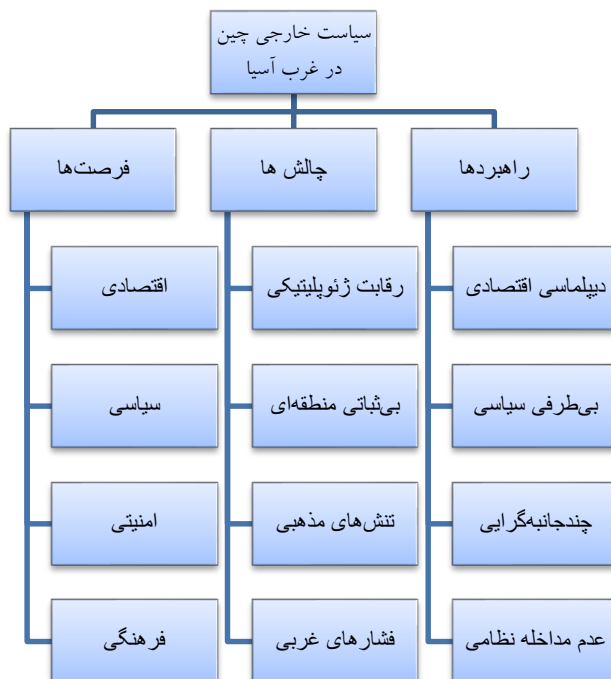 سیاست خارجی چین
در غرب آسیا
راهبردها
چالش ها
فرصت‌ها
دیپلماسی اقتصادی
رقابت ژئوپلیتیکی
اقتصادی
بی‌طرفی سیاسی
بی‌ثباتی منطقه‌ای
سیاسی
چندجانبه‌گرایی
تنش‌های مذهبی
امنیتی
عدم مداخله نظامی
فشارهای غربی
فرهنگی